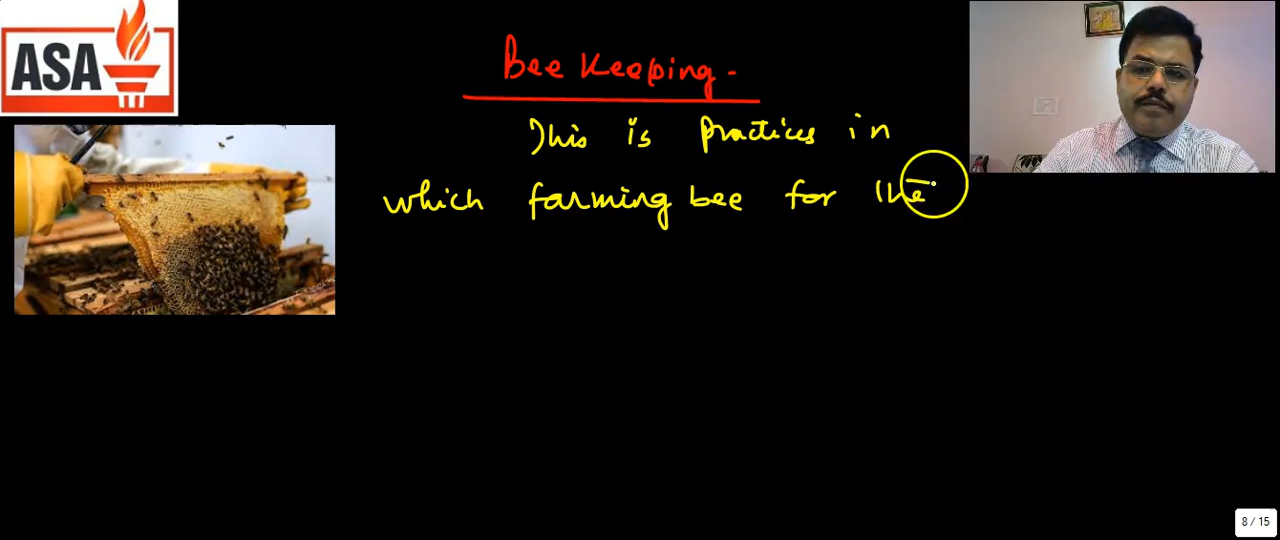 ASA
Bee Keeping -
This is practices in
which farming bee for the
8 / 15